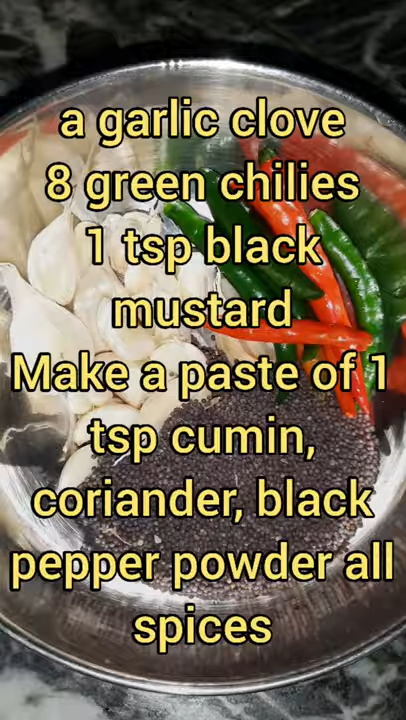 a garlic clove
8 green chilies
1 tsp black
mustard
Make a paste of 1
tsp cumin,
coriander, black
pepper powder all
spices